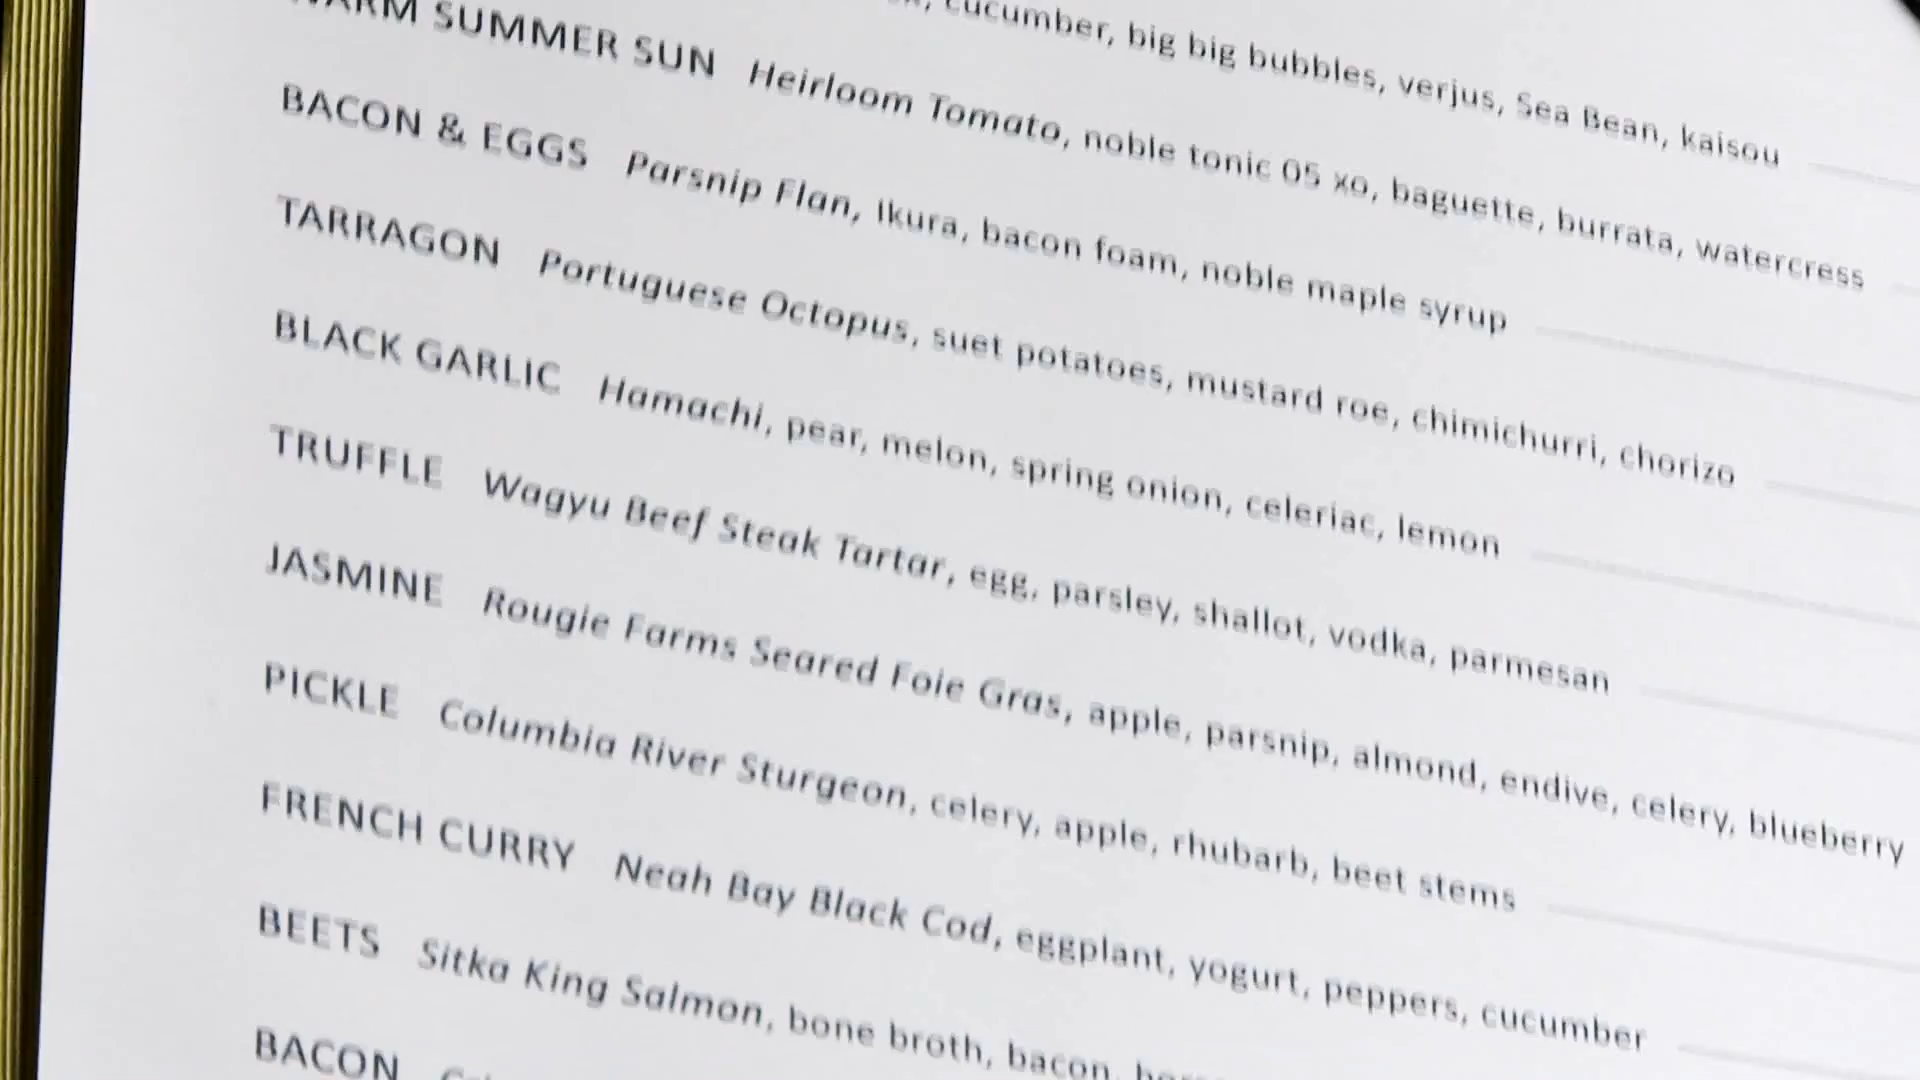 cucumber, big big bubbles, verjus, Sea Bean, kaisou
WARM SUMMER SUN Heirloom Tomato, noble tonic 05 xo, baguette, burrata, watercress
BACON & EGGS Parsnip Flan, Ikura, bacon foam, noble maple syrup
TARRAGON Portuguese Octopus, suet potatoes, mustard roe, chimichurri, chorizo
BLACK GARLIC Hamachi, pear, melon, spring onion, celeriac, lemon
TRUFFLE Wagyu Beef Steak Tartar, egg, parsley, shallot, vodka, parmesan
JASMINE Rougie Farms Seared Foie Gras, apple, parsnip, almond, endive, celery, blueberry
PICKLE Columbia River Sturgeon, celery, apple, rhubarb, beet stems
FRENCH CURRY Neah Bay Black Cod, eggplant, yogurt, peppers, cucumber
BEETS Sitka King Salmon, bone broth, bacon,
BACON